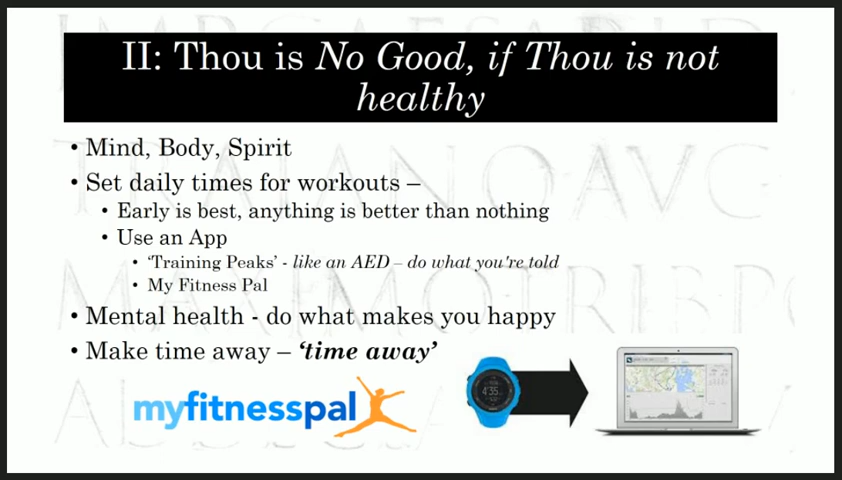 II: Thou is No Good, if Thou is not
healthy
• Mind, Body, Spirit
• Set daily times for workouts –
• Early is best, anything is better than nothing
• Use an App
• 'Training Peaks' - like an AED – do what you're told
• My Fitness Pal
• Mental health - do what makes you happy
• Make time away – 'time away'
myfitnesspal
4:35